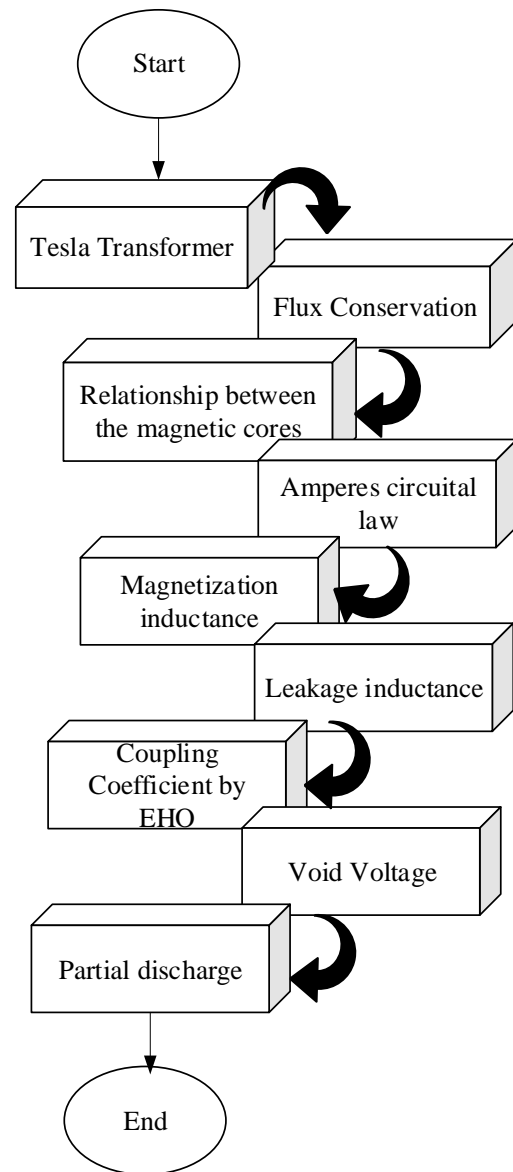 Start
Tesla Transformer
Flux Conservation
Relationship between
the magnetic cores
Amperes circuital
law
Magnetization
inductance
Leakage inductance
Coupling
Coefficient by
EHO
Void Voltage
Partial discharge
End